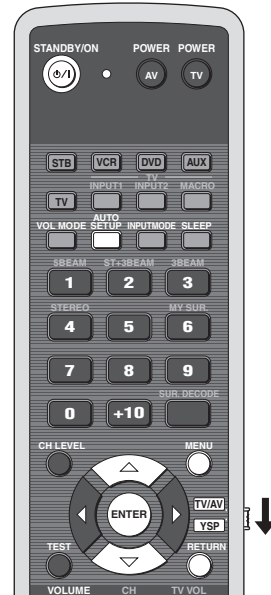 STANDBY/ON POWER POWER
AV TV
STB VCR DVD AUX
TV
INPUT1 INPUT2 MACRO
TV
AUTO
VOL MODE SETUP INPUTMODE SLEEP
5BEAM ST+3BEAM 3BEAM
1 2 3
STEREO MY SUR.
4 5 6
7 8 9
SUR. DECODE
0 +10
CH LEVEL MENU
TV/AV
ENTER
YSP
TEST RETURN
VOLUME CH TV VOL